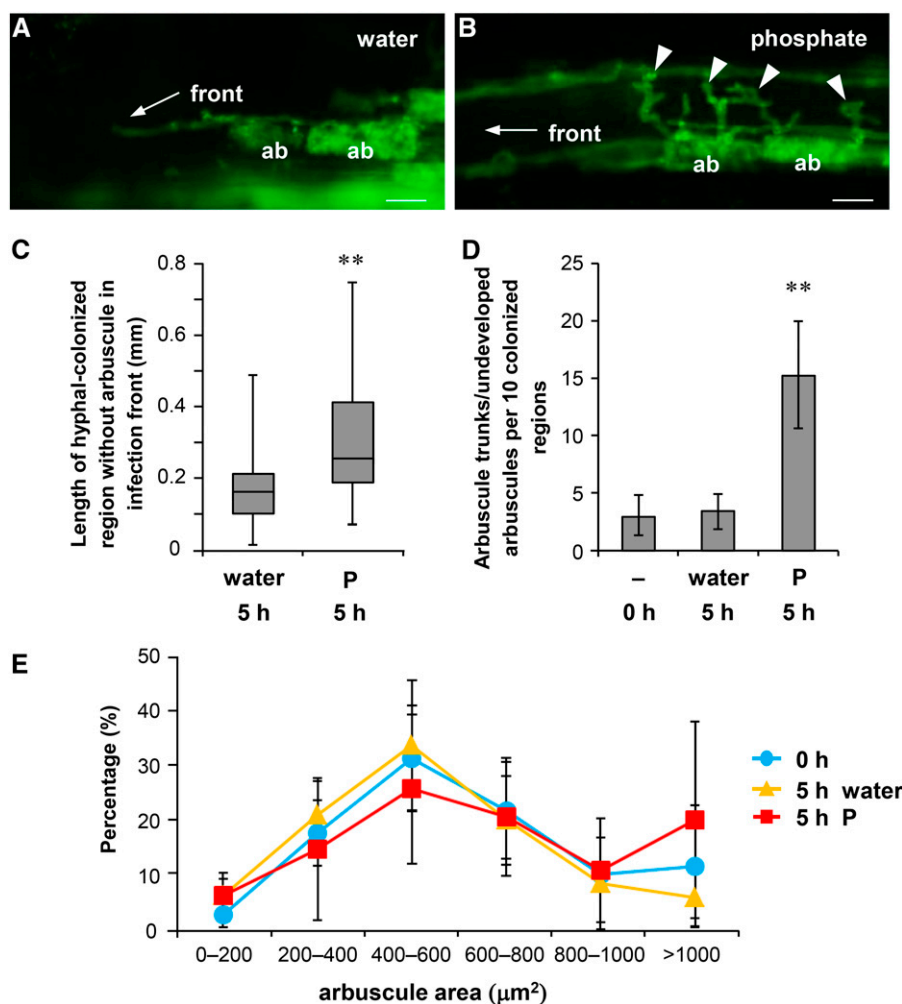 A
water
front
ab
ab
B
phosphate
front
ab
ab
C
Length of hyphal-colonized
region without arbuscule in
infection front (mm)
0.8
0.6
0.4
0.2
0
**
water
P
5 h
5 h
D
Arbuscule trunks/undeveloped
arbuscules per 10 colonized
regions
25
20
15
10
5
0
**
–
water
P
0 h
5 h
5 h
E
Percentage (%)
50
40
30
20
10
0
0–200
200–400
400–600
600–800
800–1000
>1000
arbuscule area (μm²)
0 h
5 h water
5 h P